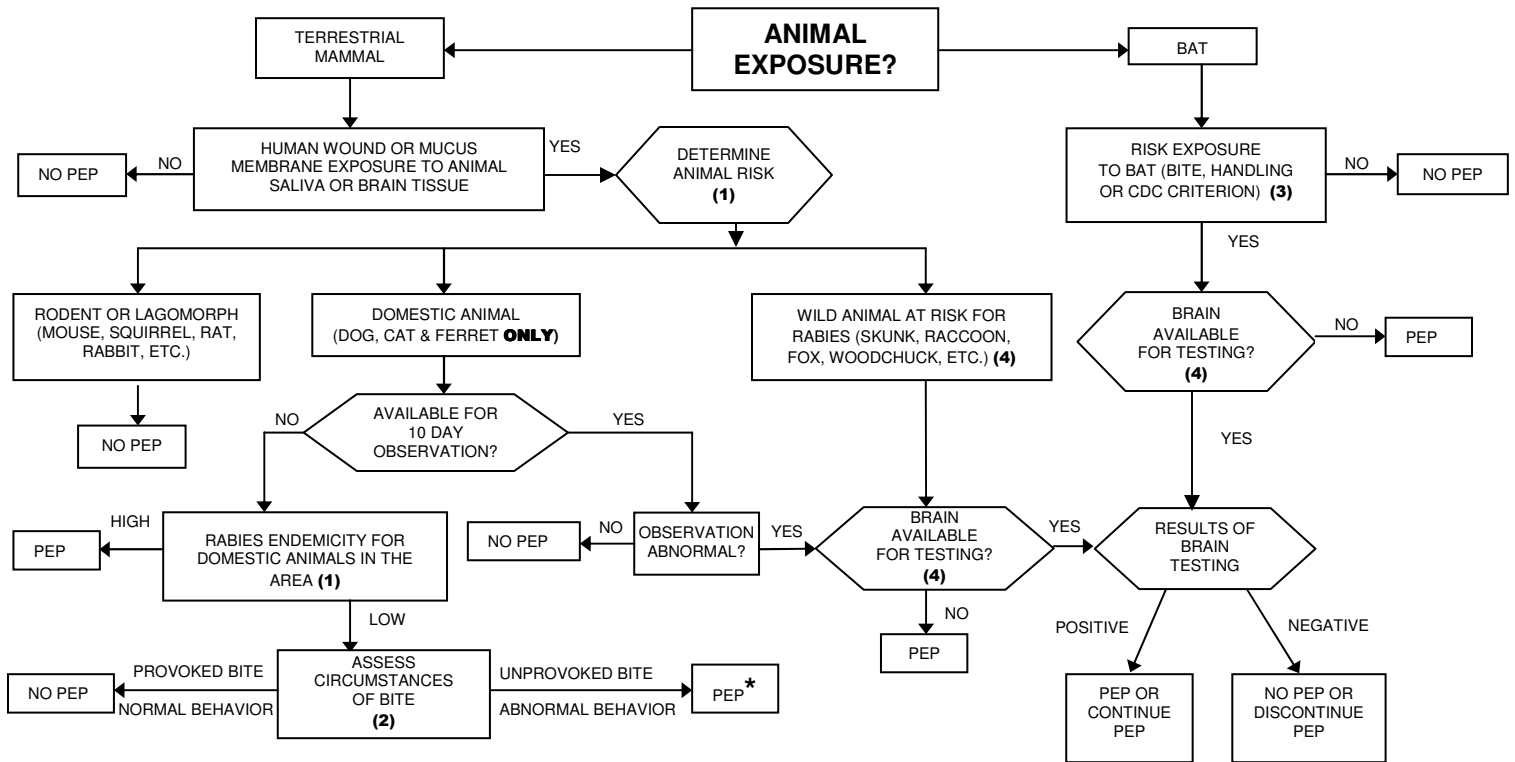 ANIMAL
EXPOSURE?
TERRESTRIAL
MAMMAL
BAT
HUMAN WOUND OR MUCUS
MEMBRANE EXPOSURE TO ANIMAL
SALIVA OR BRAIN TISSUE
NO
NO PEP
YES
DETERMINE
ANIMAL RISK
(1)
RISK EXPOSURE
TO BAT (BITE, HANDLING
OR CDC CRITERION) (3)
NO
NO PEP
YES
RODENT OR LAGOMORPH
(MOUSE, SQUIRREL, RAT,
RABBIT, ETC.)
NO PEP
DOMESTIC ANIMAL
(DOG, CAT & FERRET ONLY)
WILD ANIMAL AT RISK FOR
RABIES (SKUNK, RACCOON,
FOX, WOODCHUCK, ETC.) (4)
BRAIN
AVAILABLE
FOR TESTING?
(4)
NO
PEP
YES
AVAILABLE FOR
10 DAY
OBSERVATION?
NO
YES
HIGH
PEP
RABIES ENDEMICITY FOR
DOMESTIC ANIMALS IN THE
AREA (1)
LOW
NO PEP
NO
OBSERVATION
ABNORMAL?
YES
BRAIN
AVAILABLE
FOR TESTING?
(4)
YES
NO
PEP
RESULTS OF
BRAIN
TESTING
POSITIVE
NEGATIVE
PEP OR
CONTINUE
PEP
NO PEP OR
DISCONTINUE
PEP
ASSESS
CIRCUMSTANCES
OF BITE
(2)
PROVOKED BITE
NORMAL BEHAVIOR
NO PEP
UNPROVOKED BITE
ABNORMAL BEHAVIOR
PEP*